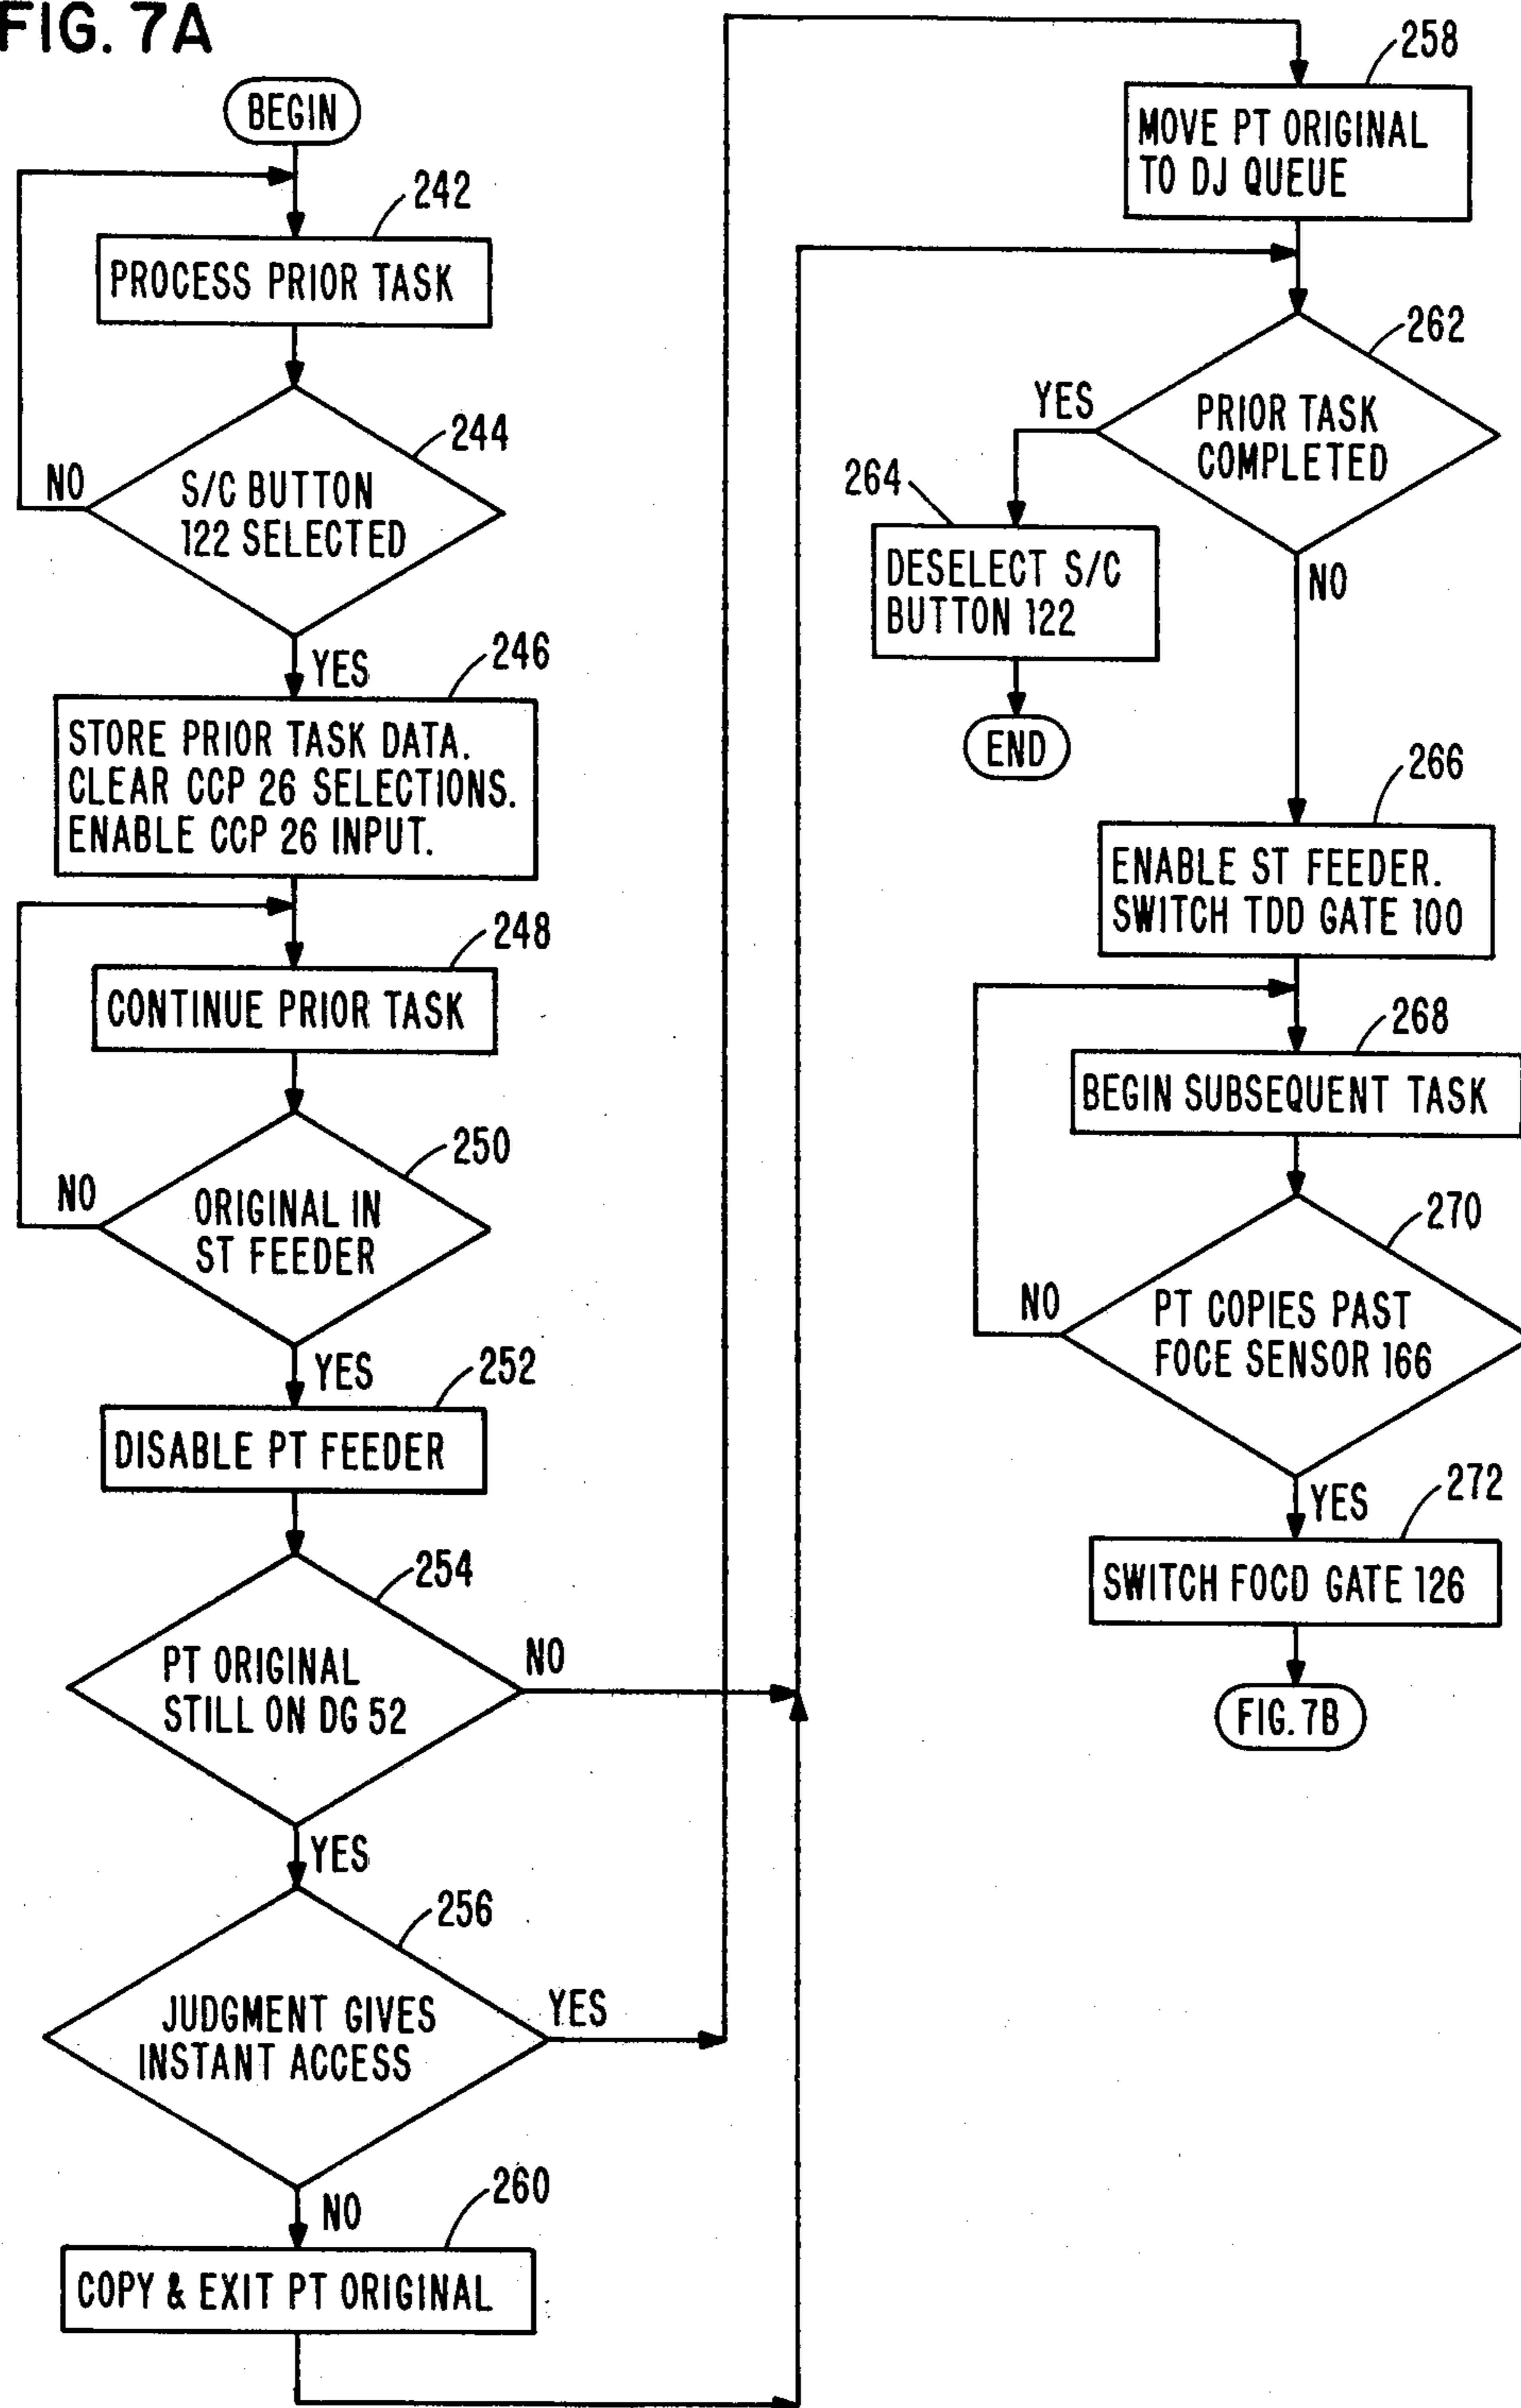 FIG. 7A
BEGIN
242
PROCESS PRIOR TASK
244
NO
S/C BUTTON
122 SELECTED
YES
246
STORE PRIOR TASK DATA.
CLEAR CCP 26 SELECTIONS.
ENABLE CCP 26 INPUT.
248
CONTINUE PRIOR TASK
250
NO
ORIGINAL IN
ST FEEDER
YES
252
DISABLE PT FEEDER
254
NO
PT ORIGINAL
STILL ON DG 52
YES
256
YES
JUDGMENT GIVES
INSTANT ACCESS
NO
260
COPY & EXIT PT ORIGINAL
258
MOVE PT ORIGINAL
TO DJ QUEUE
262
YES
PRIOR TASK
COMPLETED
264
DESELECT S/C
BUTTON 122
END
NO
266
ENABLE ST FEEDER.
SWITCH TDD GATE 100
268
BEGIN SUBSEQUENT TASK
270
NO
PT COPIES PAST
FOCE SENSOR 166
YES
272
SWITCH FOCD GATE 126
FIG. 7B